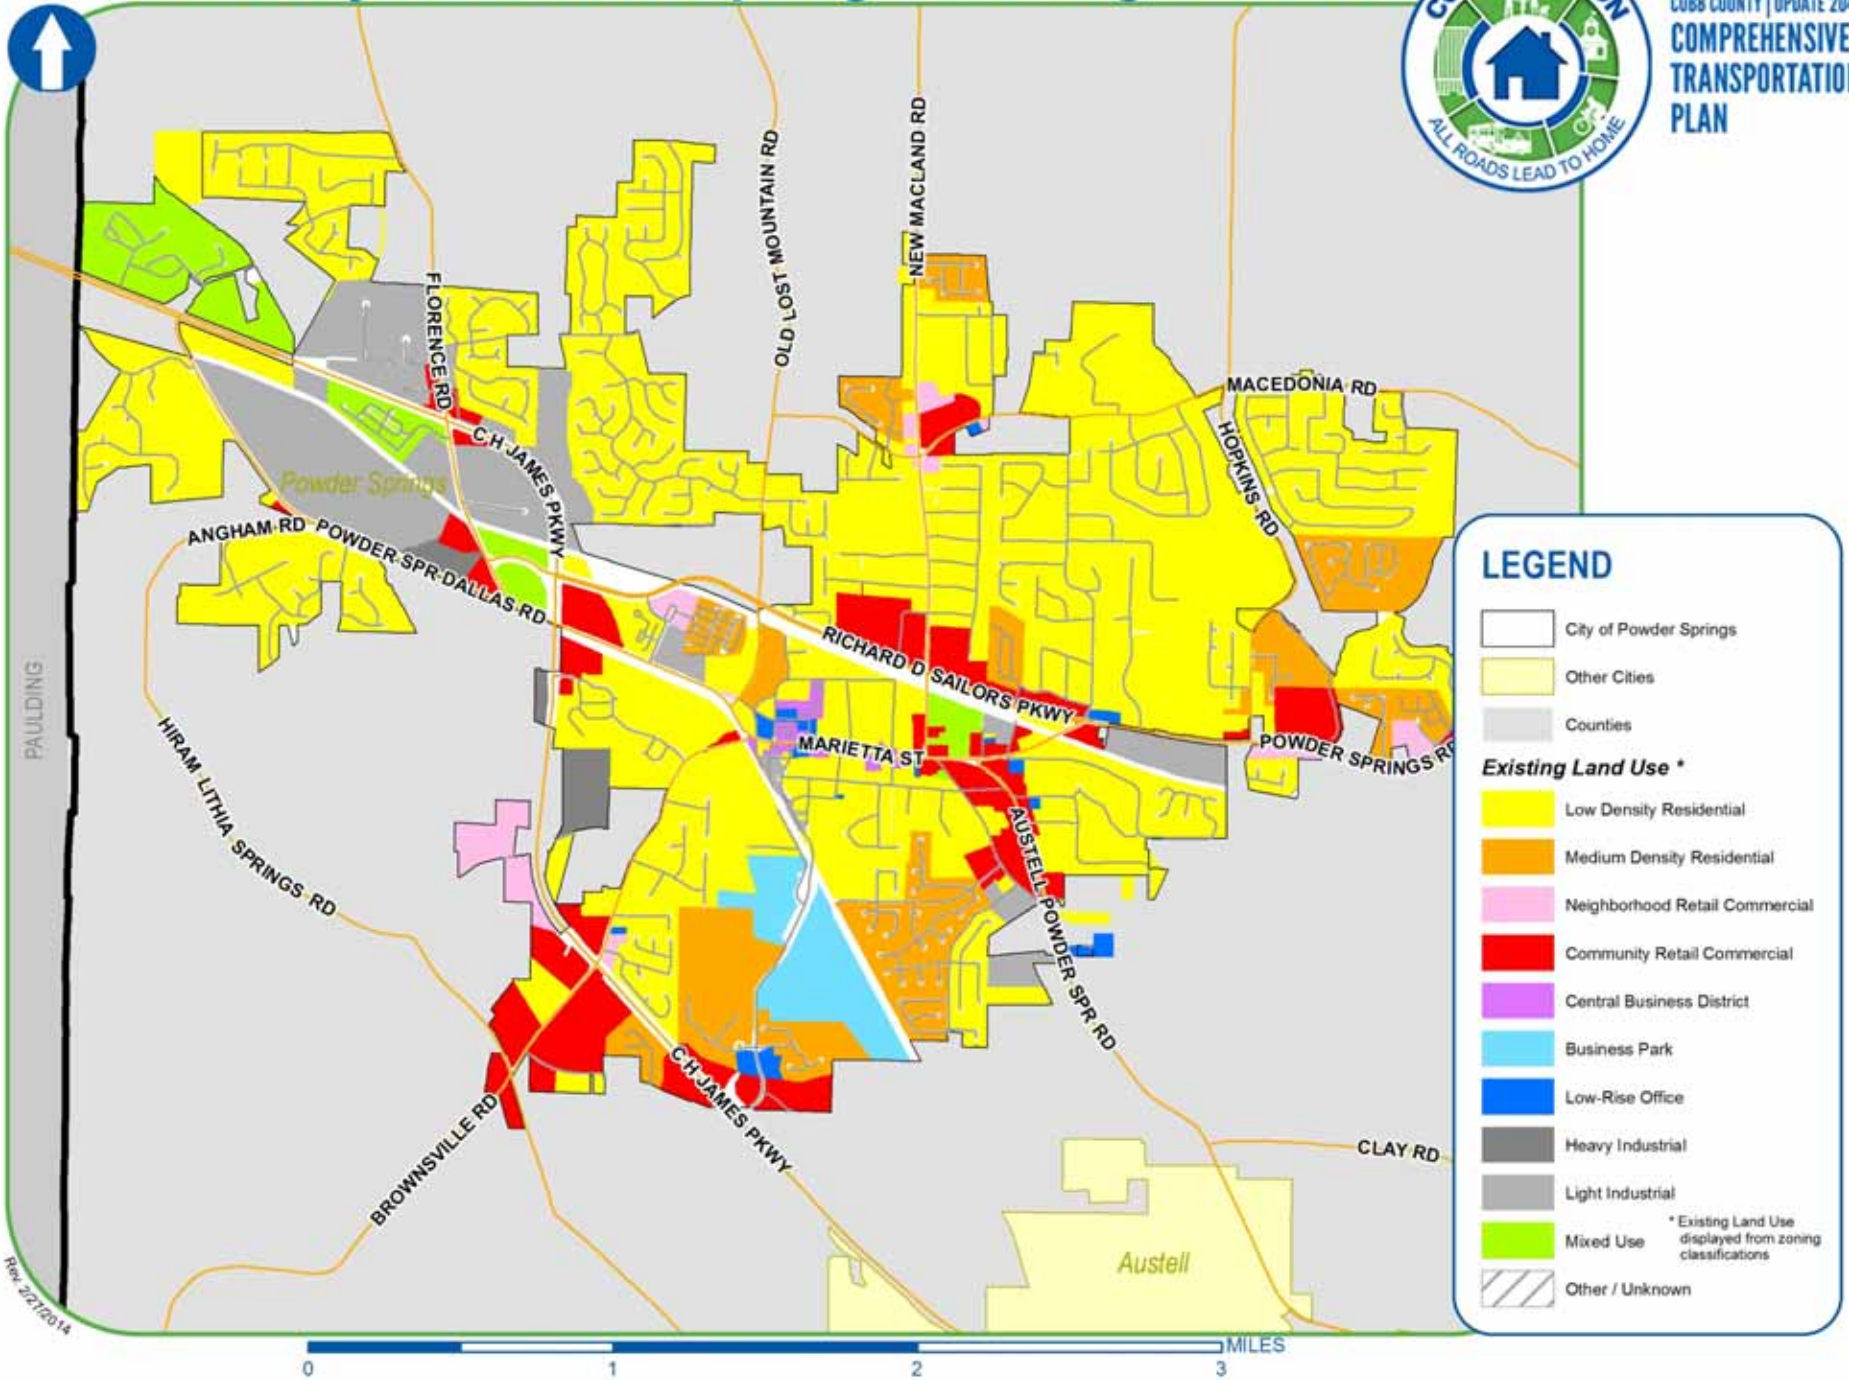 COBB COUNTY | UPDATE
COMPREHENSIVE
TRANSPORTATION
PLAN
ALL ROADS LEAD TO HOME
NEW MACLAND RD
OLD LOST MOUNTAIN RD
FLORENCE RD
MACEDONIA RD
HOPKINS RD
C H JAMES PKWY
Powder Springs
ANGHAM RD
POWDER SPR DALLAS RD
RICHARD D SAILORS PKWY
PAULDING
MARIETTA ST
POWDER SPRINGS RD
HIRAM LITHIA SPRINGS RD
AUSTELL POWDER SPR RD
C H JAMES PKWY
BROWNSVILLE RD
CLAY RD
Austell
Rev. 2/27/2014
0 1 2 3
MILES
LEGEND
City of Powder Springs
Other Cities
Counties
Existing Land Use *
Low Density Residential
Medium Density Residential
Neighborhood Retail Commercial
Community Retail Commercial
Central Business District
Business Park
Low-Rise Office
Heavy Industrial
Light Industrial
Mixed Use
* Existing Land Use
displayed from zoning
classifications
Other / Unknown